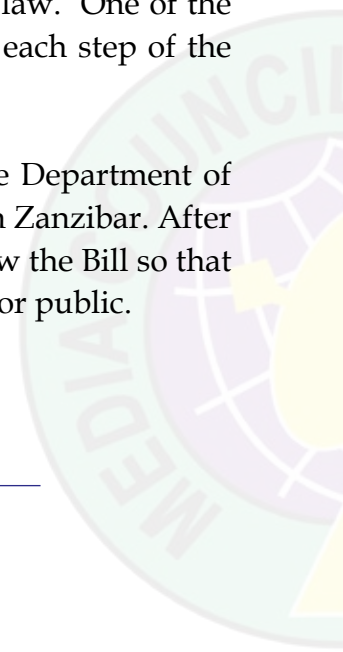 law. One of the
each step of the
e Department of
n Zanzibar. After
w the Bill so that
or public.
MEDIA COUNCIL